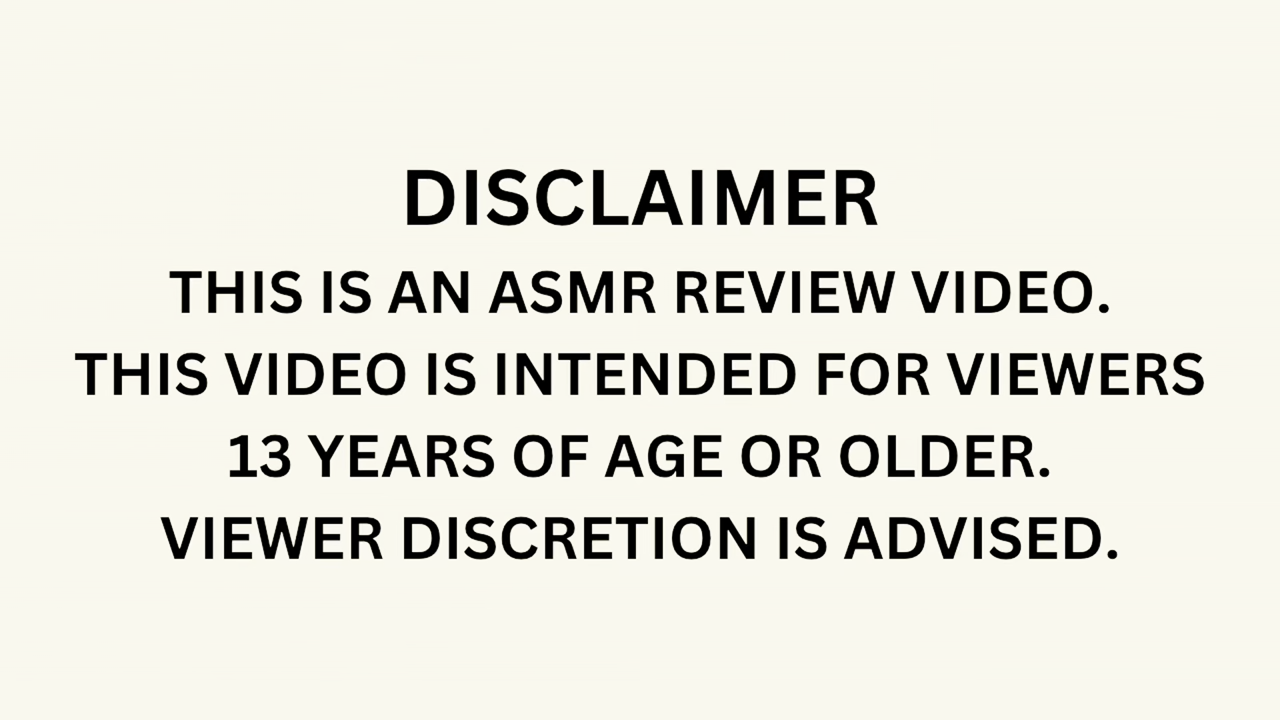 DISCLAIMER
THIS IS AN ASMR REVIEW VIDEO.
THIS VIDEO IS INTENDED FOR VIEWERS
13 YEARS OF AGE OR OLDER.
VIEWER DISCRETION IS ADVISED.